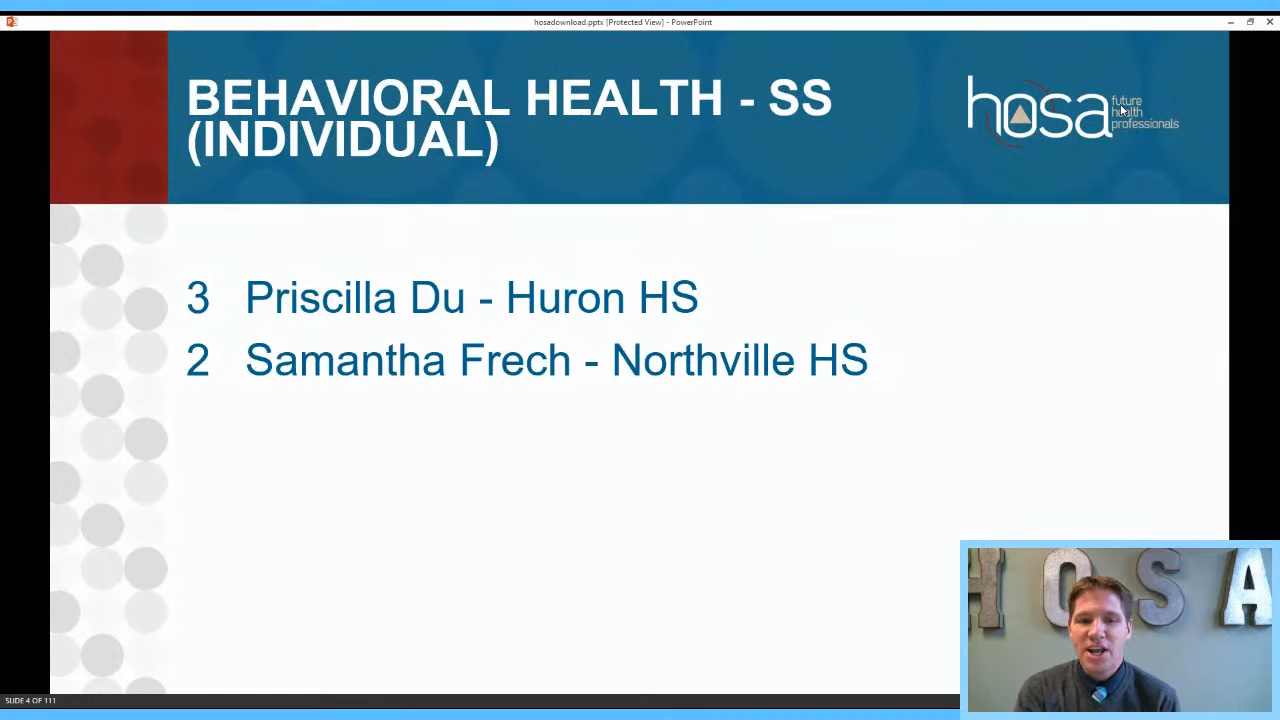 hosadownload.pptx [Protected View] - PowerPoint
BEHAVIORAL HEALTH - SS
(INDIVIDUAL)
hosa
future
health
professionals
3 Priscilla Du - Huron HS
2 Samantha Frech - Northville HS
HOSA
SLIDE 4 OF 111